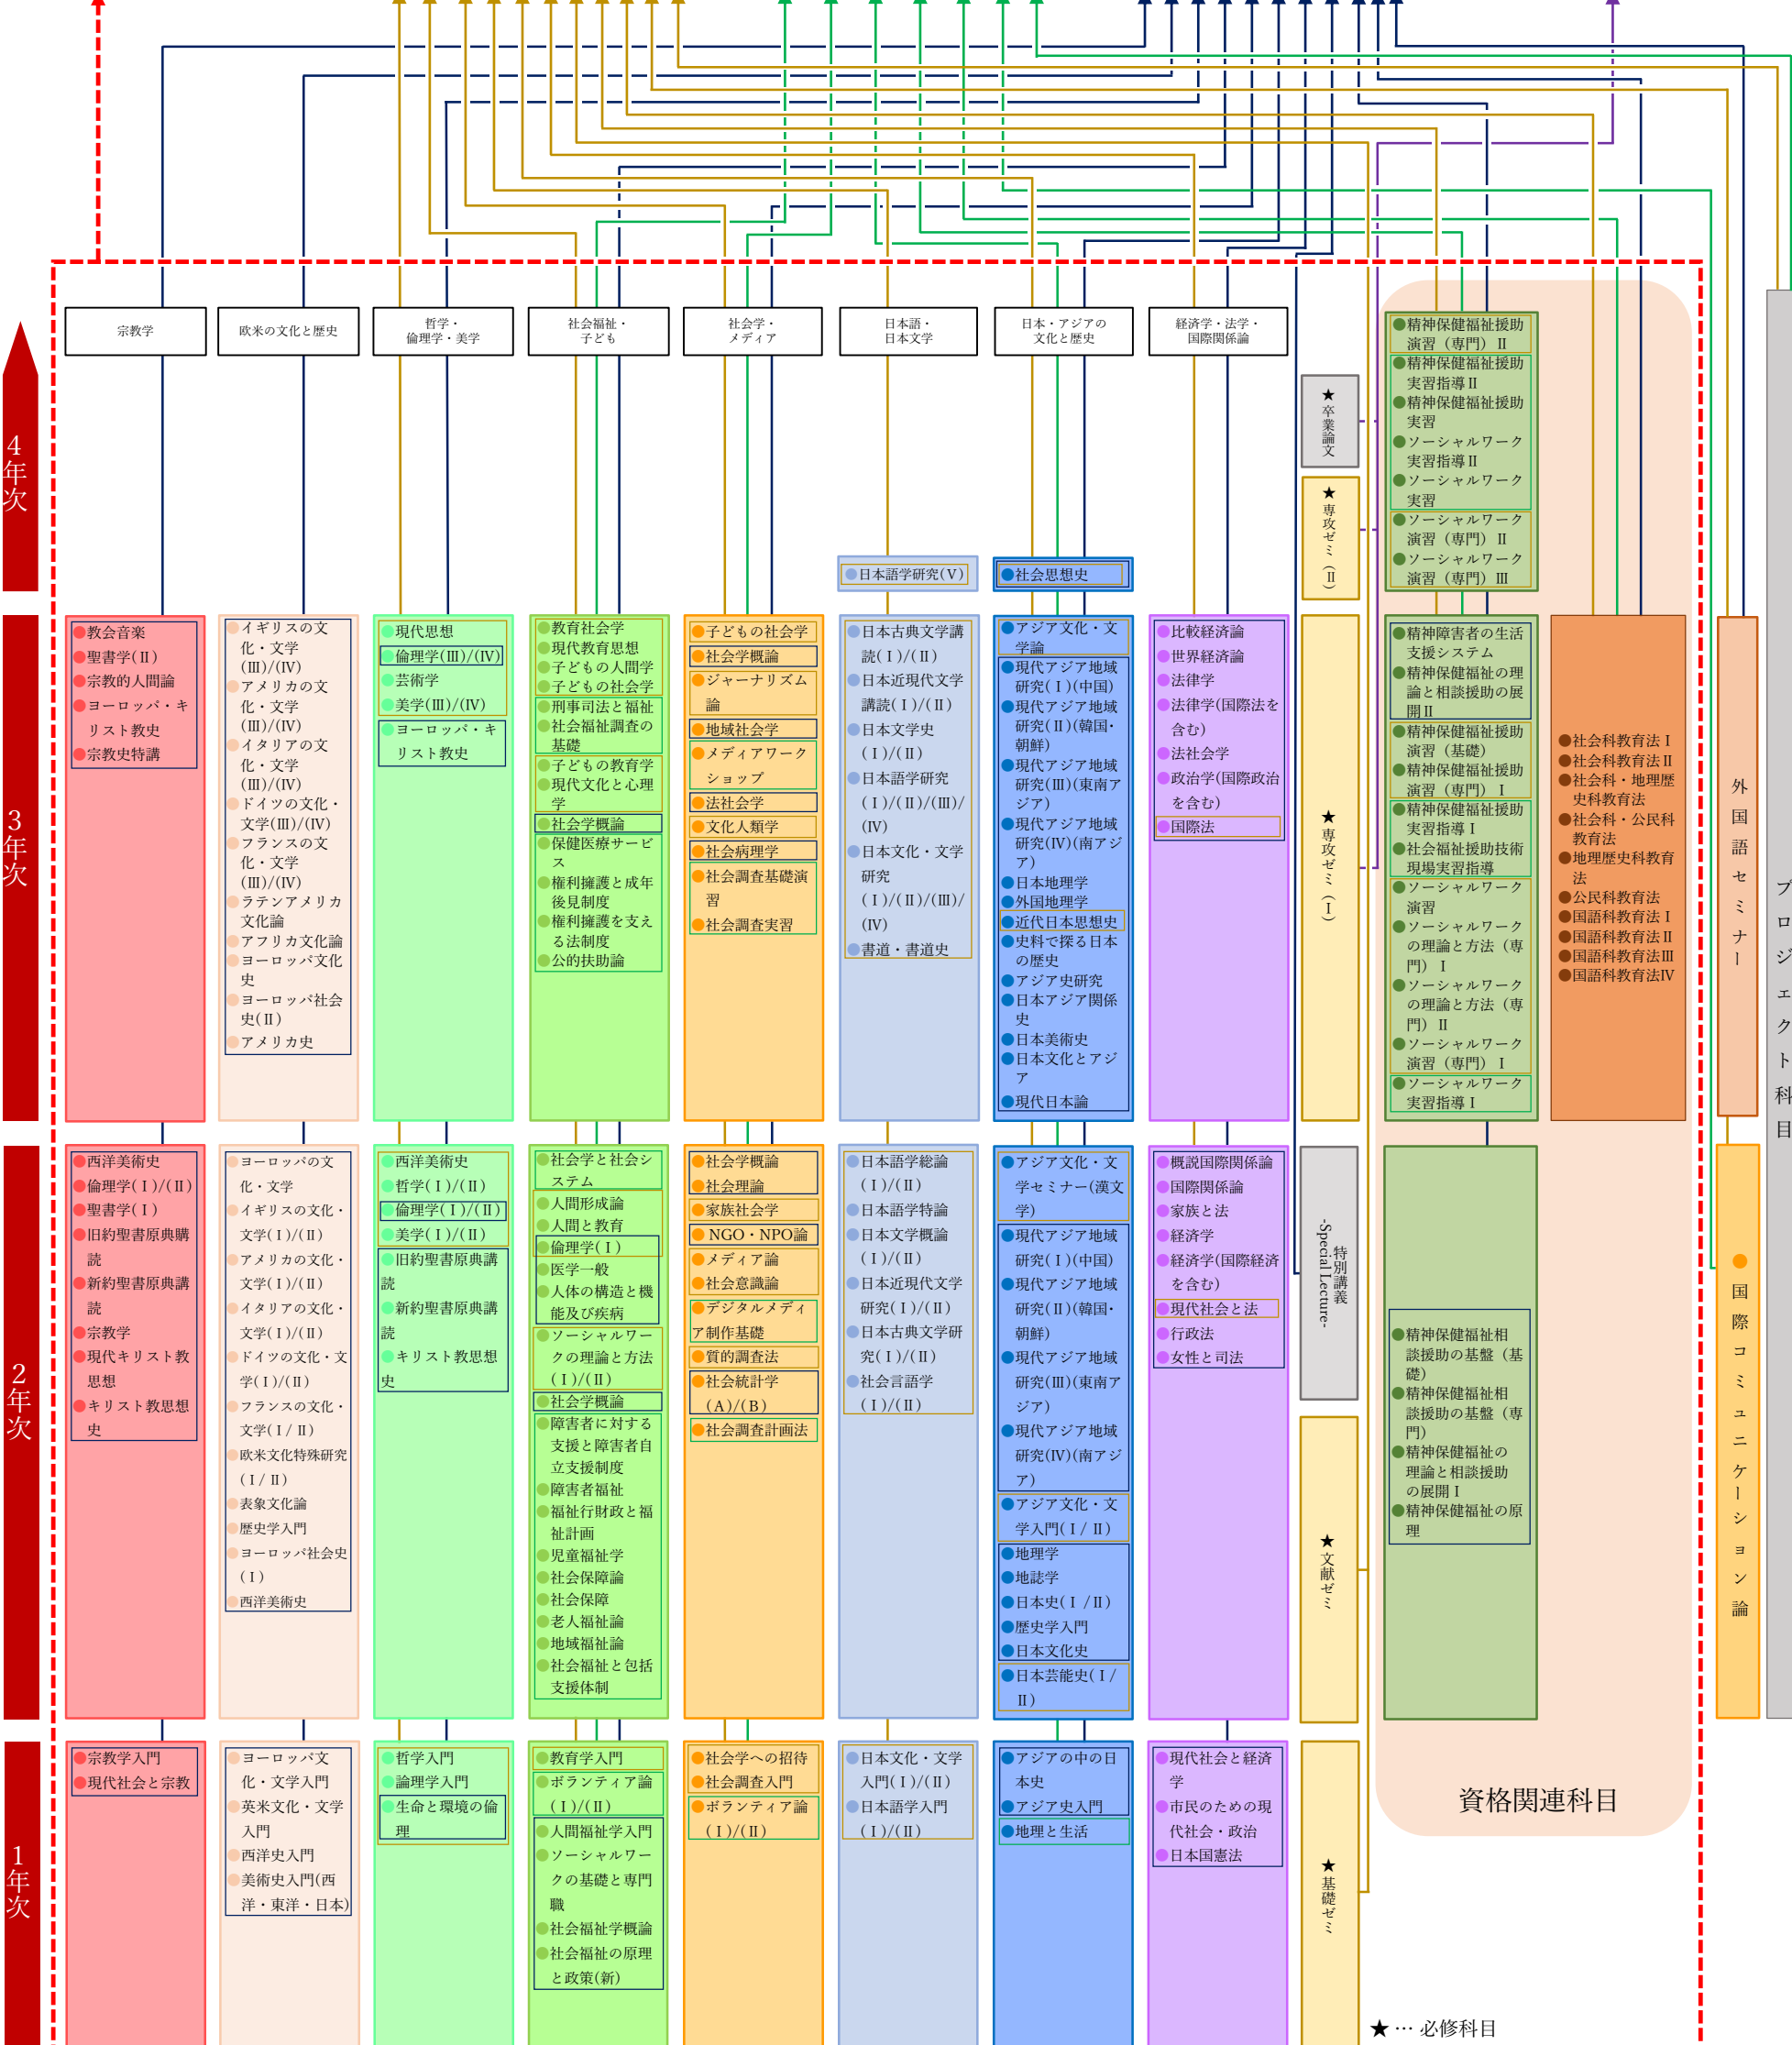 宗教学
欧米の文化と歴史
哲学・
倫理学・美学
社会福祉・
子ども
社会学・
メディア
日本語・
日本文学
日本・アジアの
文化と歴史
経済学・法学・
国際関係論
4年次
★卒業論文
★専攻ゼミ(Ⅱ)
●日本語学研究(Ⅴ)
●社会思想史
●精神保健福祉援助
演習(専門)Ⅱ
●精神保健福祉援助
実習指導Ⅱ
●精神保健福祉援助
実習
●ソーシャルワーク
実習指導Ⅱ
●ソーシャルワーク
実習
●ソーシャルワーク
演習(専門)Ⅱ
●ソーシャルワーク
演習(専門)Ⅲ
3年次
●教会音楽
●聖書学(Ⅱ)
●宗教的人間論
●ヨーロッパ・キ
リスト教史
●宗教史特講
●イギリスの文
化・文学
(Ⅲ)/(Ⅳ)
●アメリカの文
化・文学
(Ⅲ)/(Ⅳ)
●イタリアの文
化・文学
(Ⅲ)/(Ⅳ)
●ドイツの文化・
文学(Ⅲ)/(Ⅳ)
●フランスの文
化・文学
(Ⅲ)/(Ⅳ)
●ラテンアメリカ
文化論
●アフリカ文化論
●ヨーロッパ文化
史
●ヨーロッパ社会
史(Ⅱ)
●アメリカ史
●現代思想
●倫理学(Ⅲ)/(Ⅳ)
●芸術学
●美学(Ⅲ)/(Ⅳ)
●ヨーロッパ・キ
リスト教史
●教育社会学
●現代教育思想
●子どもの人間学
●子どもの社会学
●刑事司法と福祉
●社会福祉調査の
基礎
●子どもの教育学
●現代文化と心理
学
●社会学概論
●保健医療サービ
ス
●権利擁護と成年
後見制度
●権利擁護を支え
る法制度
●公的扶助論
●子どもの社会学
●社会学概論
●ジャーナリズム
論
●地域社会学
●メディアワーク
ショップ
●法社会学
●文化人類学
●社会病理学
●社会調査基礎演
習
●社会調査実習
●日本古典文学講
読(Ⅰ)/(Ⅱ)
●日本近現代文学
講読(Ⅰ)/(Ⅱ)
●日本文学史
(Ⅰ)/(Ⅱ)
●日本語学研究
(Ⅰ)/(Ⅱ)/(Ⅲ)/
(Ⅳ)
●日本文化・文学
研究
(Ⅰ)/(Ⅱ)/(Ⅲ)/
(Ⅳ)
●書道・書道史
●アジア文化・文
学論
●現代アジア地域
研究(Ⅰ)(中国)
●現代アジア地域
研究(Ⅱ)(韓国・
朝鮮)
●現代アジア地域
研究(Ⅲ)(東南ア
ジア)
●現代アジア地域
研究(Ⅳ)(南アジ
ア)
●日本地理学
●外国地理学
●近代日本思想史
●史料で探る日本
の歴史
●アジア史研究
●日本アジア関係
史
●日本美術史
●日本文化とアジ
ア
●現代日本論
●比較経済論
●世界経済論
●法律学
●法律学(国際法を
含む)
●法社会学
●政治学(国際政治
を含む)
●国際法
★専攻ゼミ(Ⅰ)
●精神障害者の生活
支援システム
●精神保健福祉の理
論と相談援助の展
開Ⅱ
●精神保健福祉援助
演習(基礎)
●精神保健福祉援助
演習(専門)Ⅰ
●精神保健福祉援助
実習指導Ⅰ
●社会福祉援助技術
現場実習指導
●ソーシャルワーク
演習
●ソーシャルワーク
の理論と方法(専
門)Ⅰ
●ソーシャルワーク
の理論と方法(専
門)Ⅱ
●ソーシャルワーク
演習(専門)Ⅰ
●ソーシャルワーク
実習指導Ⅰ
●社会科教育法Ⅰ
●社会科教育法Ⅱ
●社会科・地理歴
史科教育法
●社会科・公民科
教育法
●地理歴史科教育
法
●公民科教育法
●国語科教育法Ⅰ
●国語科教育法Ⅱ
●国語科教育法Ⅲ
●国語科教育法Ⅳ
外国語セミナー
プロジェクト科目
2年次
●西洋美術史
●倫理学(Ⅰ)/(Ⅱ)
●聖書学(Ⅰ)
●旧約聖書原典購
読
●新約聖書原典講
読
●宗教学
●現代キリスト教
思想
●キリスト教思想
史
●ヨーロッパの文
化・文学
●イギリスの文化・
文学(Ⅰ)/(Ⅱ)
●アメリカの文化・
文学(Ⅰ)/(Ⅱ)
●イタリアの文化・
文学(Ⅰ)/(Ⅱ)
●ドイツの文化・文
学(Ⅰ)/(Ⅱ)
●フランスの文化・
文学(Ⅰ/Ⅱ)
●欧米文化特殊研究
(Ⅰ/Ⅱ)
●表象文化論
●歴史学入門
●ヨーロッパ社会史
(Ⅰ)
●西洋美術史
●西洋美術史
●哲学(Ⅰ)/(Ⅱ)
●倫理学(Ⅰ)/(Ⅱ)
●美学(Ⅰ)/(Ⅱ)
●旧約聖書原典講
読
●新約聖書原典講
読
●キリスト教思想
史
●社会学と社会シ
ステム
●人間形成論
●人間と教育
●倫理学(Ⅰ)
●医学一般
●人体の構造と機
能及び疾病
●ソーシャルワー
クの理論と方法
(Ⅰ)/(Ⅱ)
●社会学概論
●障害者に対する
支援と障害者自
立支援制度
●障害者福祉
●福祉行財政と福
祉計画
●児童福祉学
●社会保障論
●社会保障
●老人福祉論
●地域福祉論
●社会福祉と包括
支援体制
●社会学概論
●社会理論
●家族社会学
●NGO・NPO論
●メディア論
●社会意識論
●デジタルメディ
ア制作基礎
●質的調査法
●社会統計学
(A)/(B)
●社会調査計画法
●日本語学総論
(Ⅰ)/(Ⅱ)
●日本語学特論
●日本文学概論
(Ⅰ)/(Ⅱ)
●日本近現代文学
研究(Ⅰ)/(Ⅱ)
●日本古典文学研
究(Ⅰ)/(Ⅱ)
●社会言語学
(Ⅰ)/(Ⅱ)
●アジア文化・文
学セミナー(漢文
学)
●現代アジア地域
研究(Ⅰ)(中国)
●現代アジア地域
研究(Ⅱ)(韓国・
朝鮮)
●現代アジア地域
研究(Ⅲ)(東南ア
ジア)
●現代アジア地域
研究(Ⅳ)(南アジ
ア)
●アジア文化・文
学入門(Ⅰ/Ⅱ)
●地理学
●地誌学
●日本史(Ⅰ/Ⅱ)
●歴史学入門
●日本文化史
●日本芸能史(Ⅰ/
Ⅱ)
●概説国際関係論
●国際関係論
●家族と法
●経済学
●経済学(国際経済
を含む)
●現代社会と法
●行政法
●女性と司法
特別講義
-Special Lecture-
★文献ゼミ
●精神保健福祉相
談援助の基盤(基
礎)
●精神保健福祉相
談援助の基盤(専
門)
●精神保健福祉の
理論と相談援助
の展開Ⅰ
●精神保健福祉の原
理
●国際コミュニケーション論
1年次
●宗教学入門
●現代社会と宗教
●ヨーロッパ文
化・文学入門
●英米文化・文学
入門
●西洋史入門
●美術史入門(西
洋・東洋・日本)
●哲学入門
●論理学入門
●生命と環境の倫
理
●教育学入門
●ボランティア論
(Ⅰ)/(Ⅱ)
●人間福祉学入門
●ソーシャルワー
クの基礎と専門
職
●社会福祉学概論
●社会福祉の原理
と政策(新)
●社会学への招待
●社会調査入門
●ボランティア論
(Ⅰ)/(Ⅱ)
●日本文化・文学
入門(Ⅰ)/(Ⅱ)
●日本語学入門
(Ⅰ)/(Ⅱ)
●アジアの中の日
本史
●アジア史入門
●地理と生活
●現代社会と経済
学
●市民のための現
代社会・政治
●日本国憲法
★基礎ゼミ
資格関連科目
★ … 必修科目